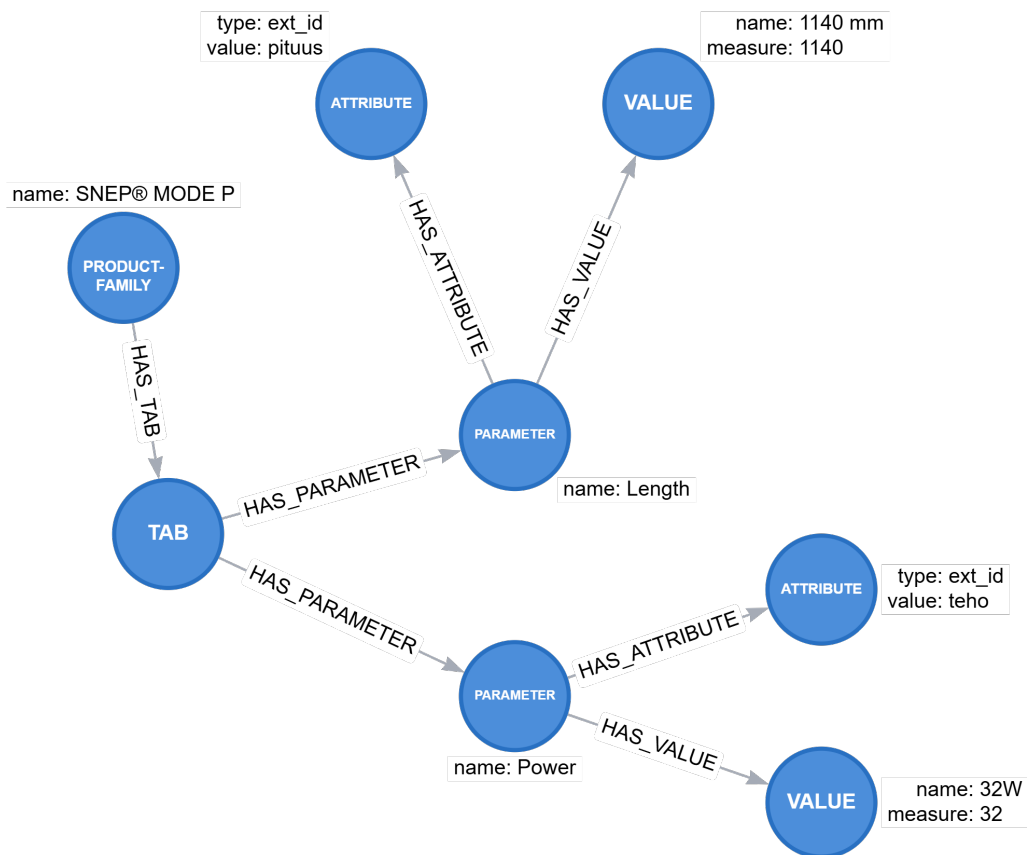 type: ext_id
value: pituus
name: 1140 mm
measure: 1140
ATTRIBUTE
VALUE
name: SNEP® MODE P
PRODUCT-
FAMILY
HAS_ATTRIBUTE
HAS_VALUE
HAS_TAB
PARAMETER
HAS_PARAMETER
name: Length
TAB
HAS_PARAMETER
ATTRIBUTE
type: ext_id
value: teho
HAS_ATTRIBUTE
PARAMETER
HAS_VALUE
name: Power
VALUE
name: 32W
measure: 32